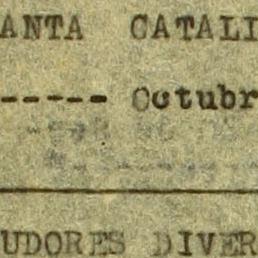 ANTA CATALI
----- Octubr
UDORES DIVER